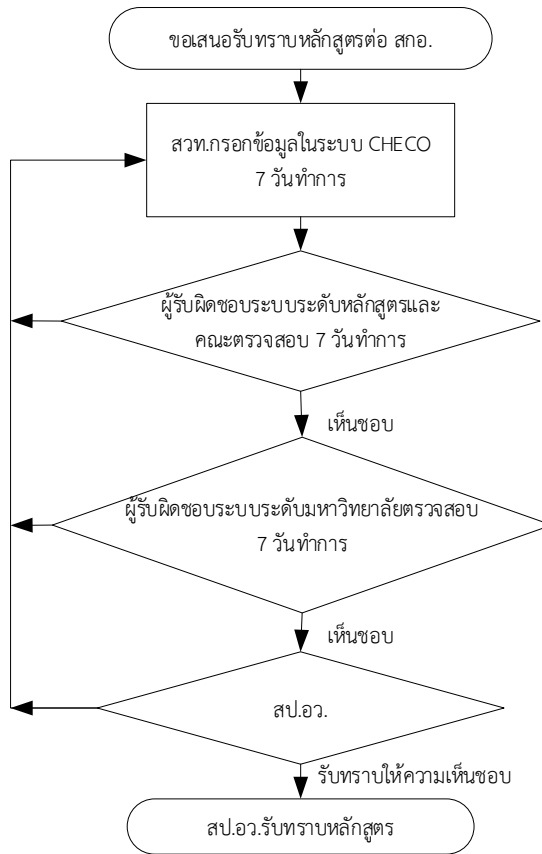 ขอเสนอรับทราบหลักสูตรต่อ สกอ.
สวท.กรอกข้อมูลในระบบ CHECO
7 วันทำการ
ผู้รับผิดชอบระบบระดับหลักสูตรและ
คณะตรวจสอบ 7 วันทำการ
เห็นชอบ
ผู้รับผิดชอบระบบระดับมหาวิทยาลัยตรวจสอบ
7 วันทำการ
เห็นชอบ
สป.อว.
รับทราบให้ความเห็นชอบ
สป.อว.รับทราบหลักสูตร